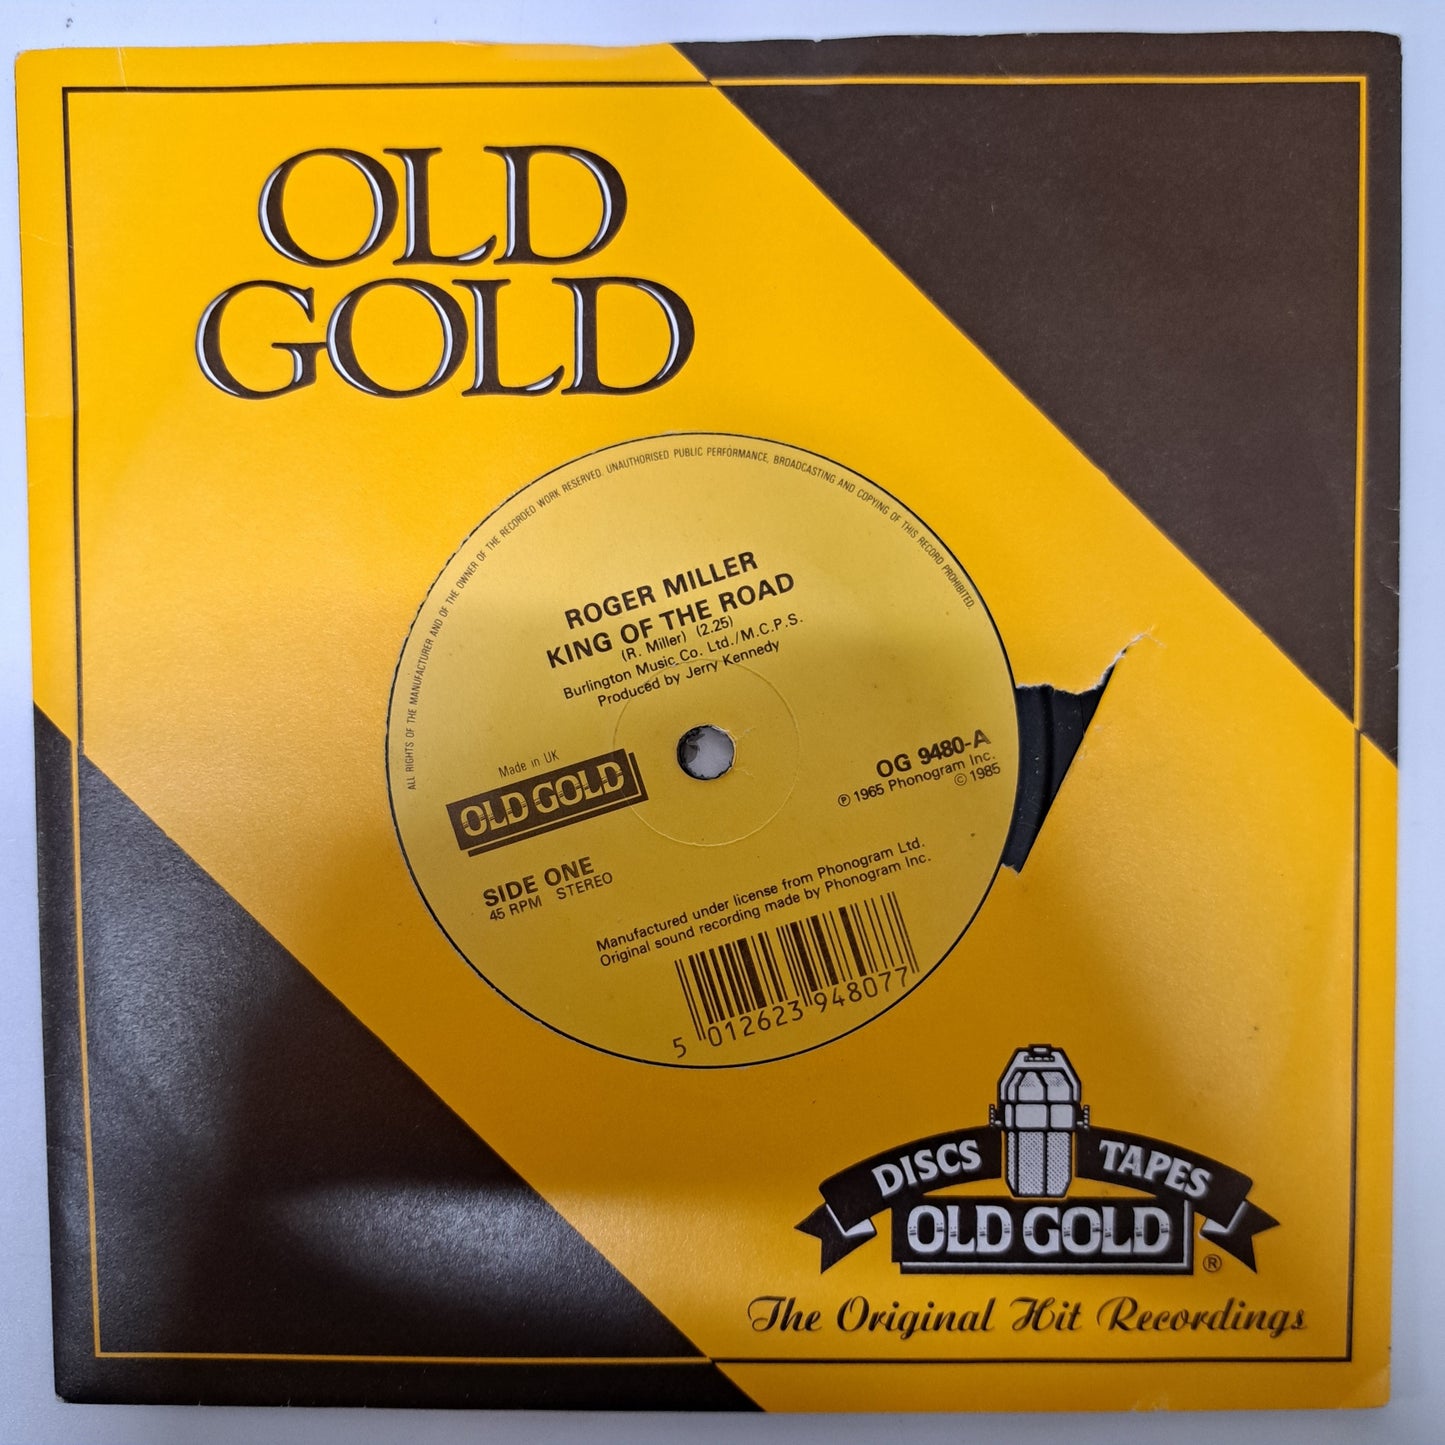 OLD
GOLD
ALL RIGHTS OF THE MANUFACTURER AND OF THE OWNER OF THE RECORDED WORK RESERVED. UNAUTHORISED PUBLIC PERFORMANCE, BROADCASTING AND COPYING OF THIS RECORD PROHIBITED.
ROGER MILLER
KING OF THE ROAD
(R. Miller) (2.25)
Burlington Music Co. Ltd./M.C.P.S.
Produced by Jerry Kennedy
Made in UK
OLD GOLD
SIDE ONE
45 RPM STEREO
OG 9480-A
℗ 1965 Phonogram Inc.
© 1985
Manufactured under license from Phonogram Ltd.
Original sound recording made by Phonogram Inc.
5 012623 948077
DISCS TAPES
OLD GOLD ®
The Original Hit Recordings